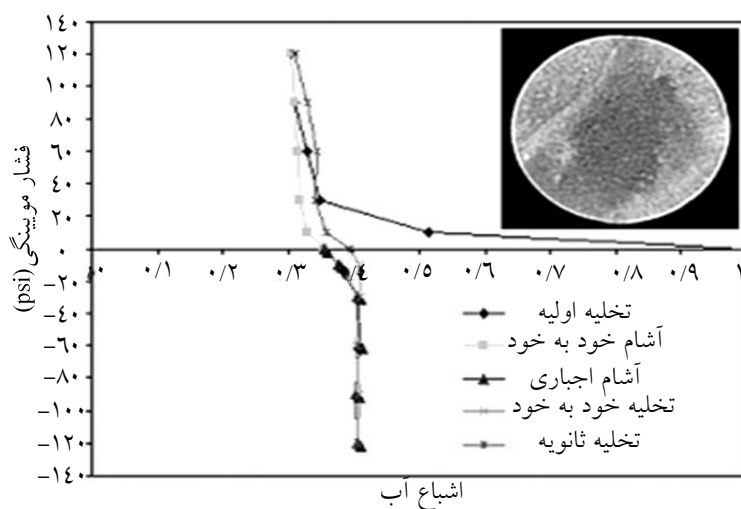 ۱۴۰
۱۲۰
۱۰۰
۸۰
۶۰
۴۰
۲۰
۰
-۲۰
-۴۰
-۶۰
-۸۰
-۱۰۰
-۱۲۰
-۱۴۰
فشار مویینگی (psi)
۰/۱ ۰/۲ ۰/۳ ۰/۴ ۰/۵ ۰/۶ ۰/۷ ۰/۸ ۰/۹ ۱
تخلیه اولیه
آشام خود به خود
آشام اجباری
تخلیه خود به خود
تخلیه ثانویه
اشباع آب